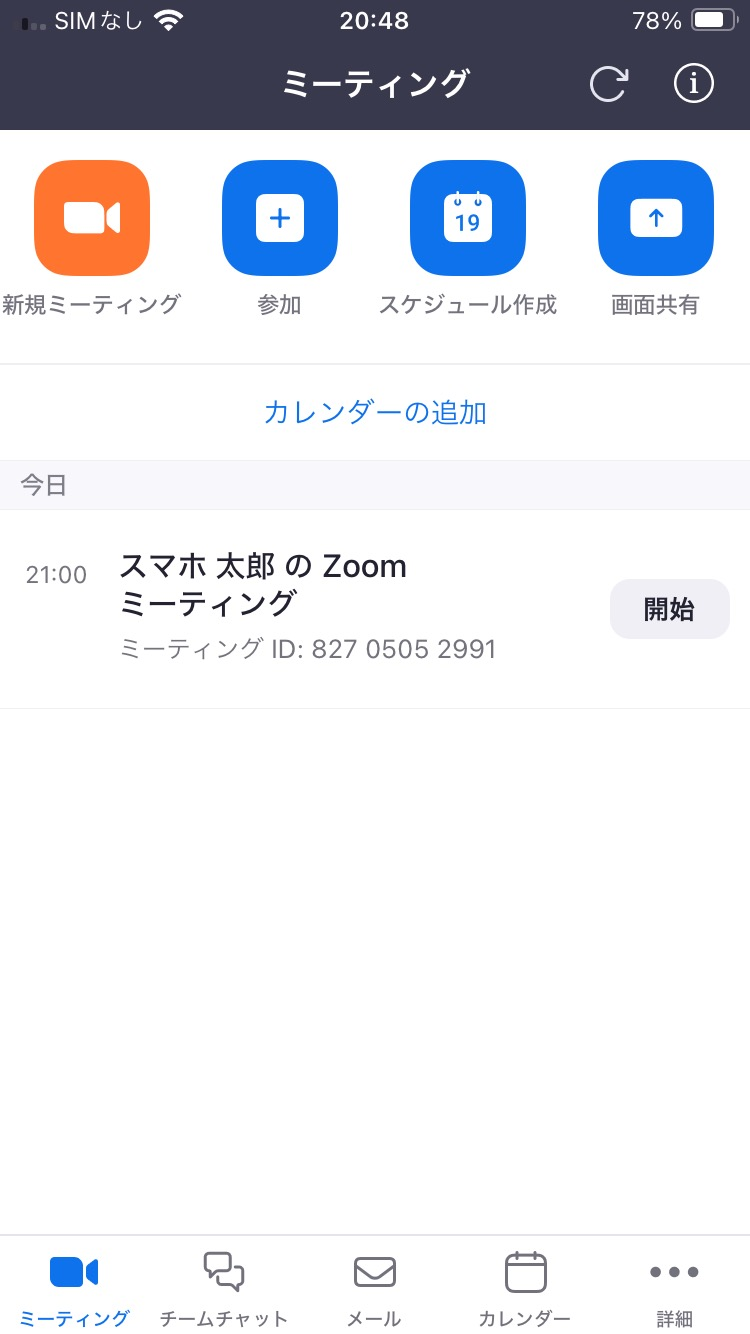 SIMなし 20:48 78%
ミーティング
新規ミーティング 参加 スケジュール作成 画面共有
19
カレンダーの追加
今日
21:00
スマホ 太郎 の Zoom
ミーティング
ミーティング ID: 827 0505 2991
開始
ミーティング チームチャット メール カレンダー 詳細